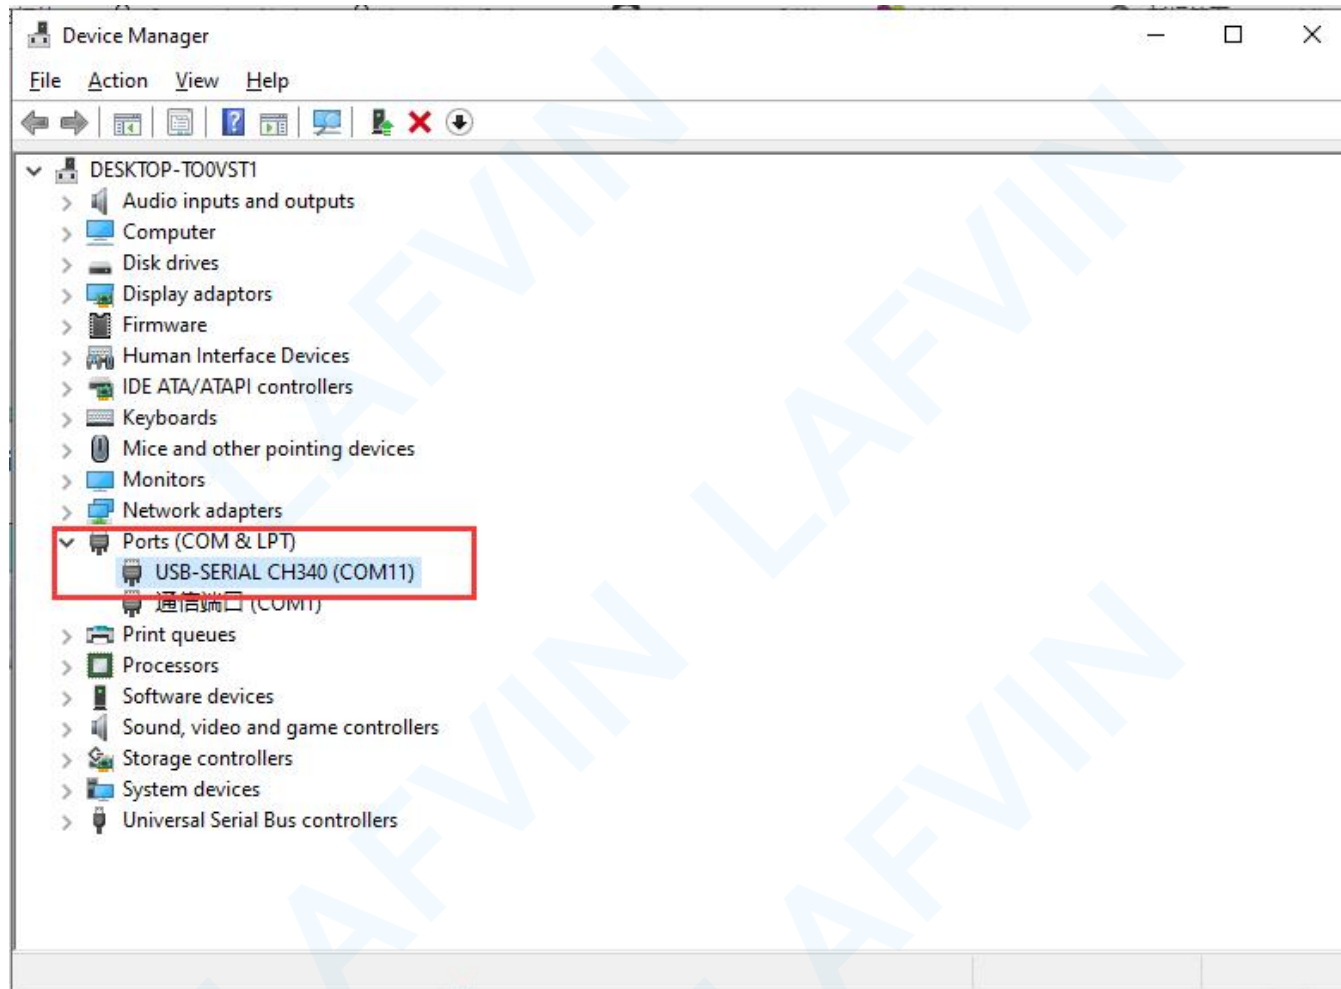 Device Manager
File Action View Help
DESKTOP-TO0VST1
Audio inputs and outputs
Computer
Disk drives
Display adaptors
Firmware
Human Interface Devices
IDE ATA/ATAPI controllers
Keyboards
Mice and other pointing devices
Monitors
Network adapters
Ports (COM & LPT)
USB-SERIAL CH340 (COM11)
通信端口 (COM1)
Print queues
Processors
Software devices
Sound, video and game controllers
Storage controllers
System devices
Universal Serial Bus controllers
LAFVIN
LAFVIN
LAFVIN
LAFVIN